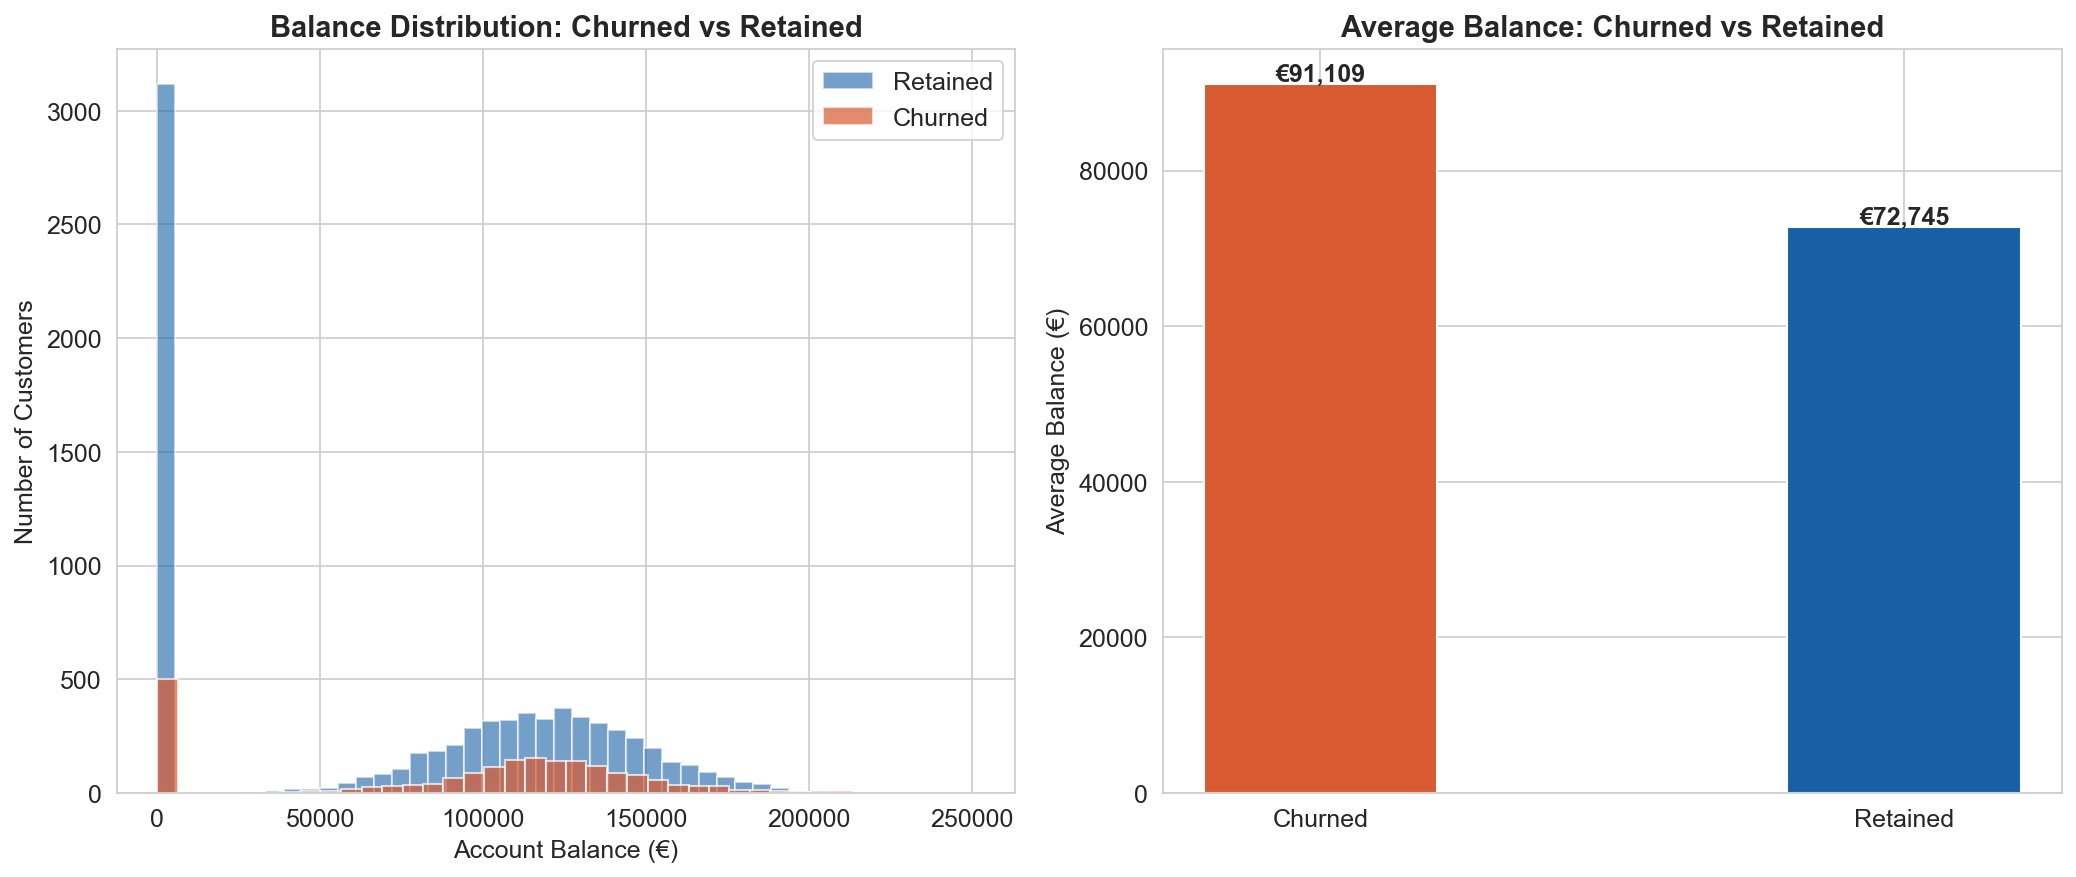 Balance Distribution: Churned vs Retained
Retained
Churned
3000
2500
2000
1500
1000
500
0
Number of Customers
0 50000 100000 150000 200000 250000
Account Balance (€)
Average Balance: Churned vs Retained
€91,109
€72,745
80000
60000
40000
20000
0
Average Balance (€)
Churned Retained